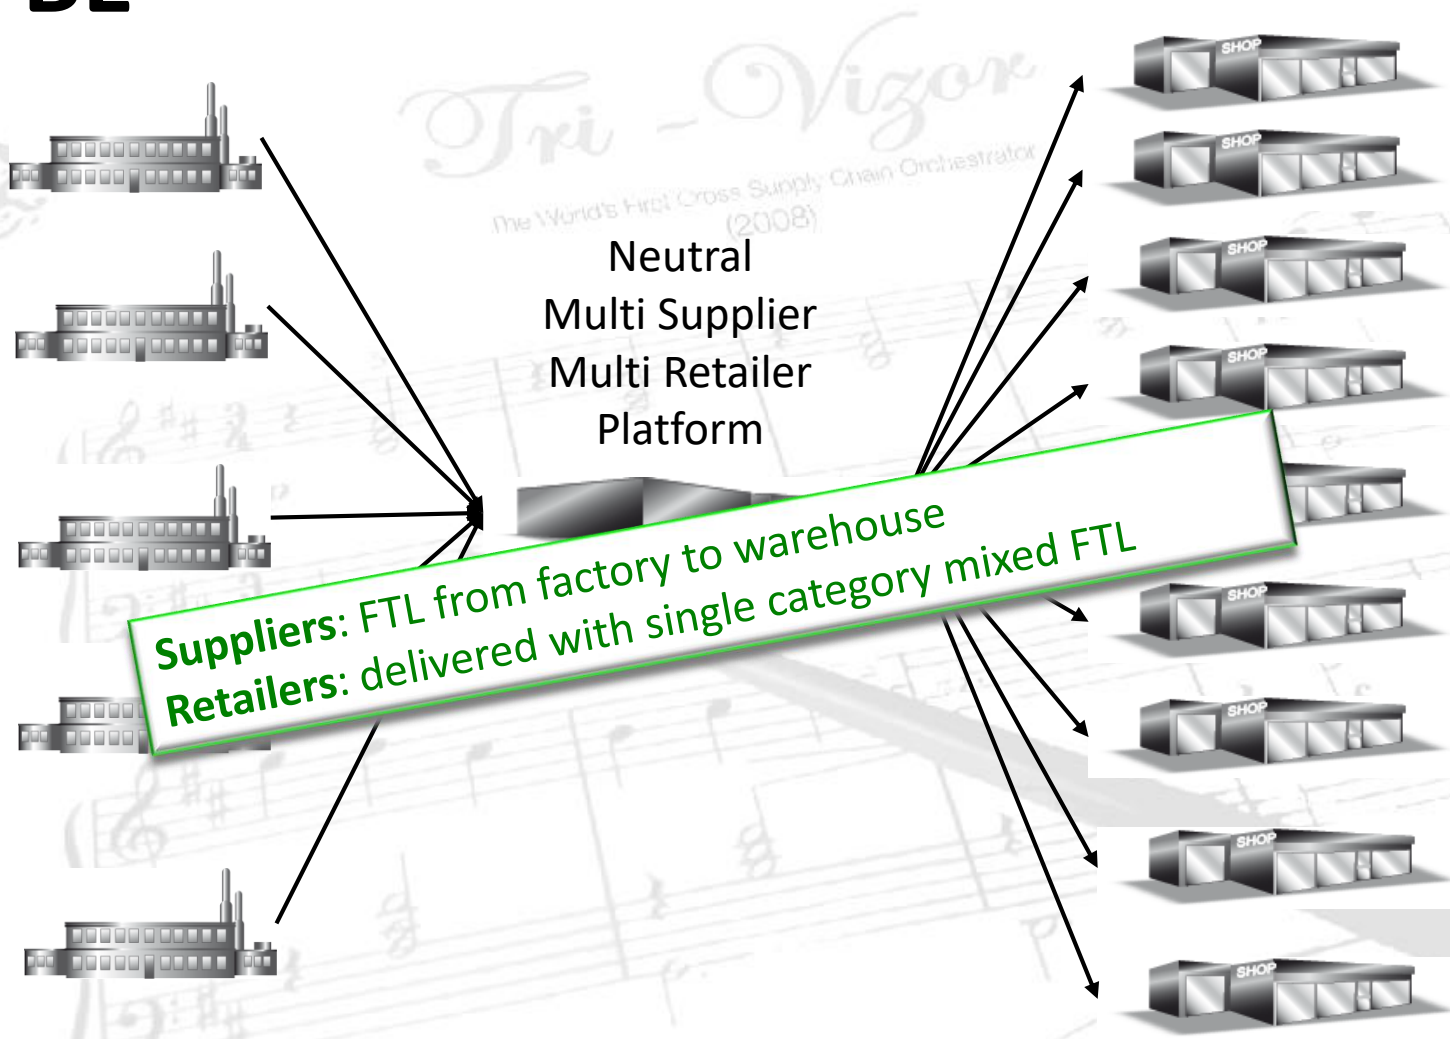 DE
Tri-Vizor
The World's First Cross Supply Chain Orchestrator
(2008)
Neutral
Multi Supplier
Multi Retailer
Platform
Suppliers: FTL from factory to warehouse
Retailers: delivered with single category mixed FTL
SHOP
SHOP
SHOP
SHOP
SHOP
SHOP
SHOP
SHOP